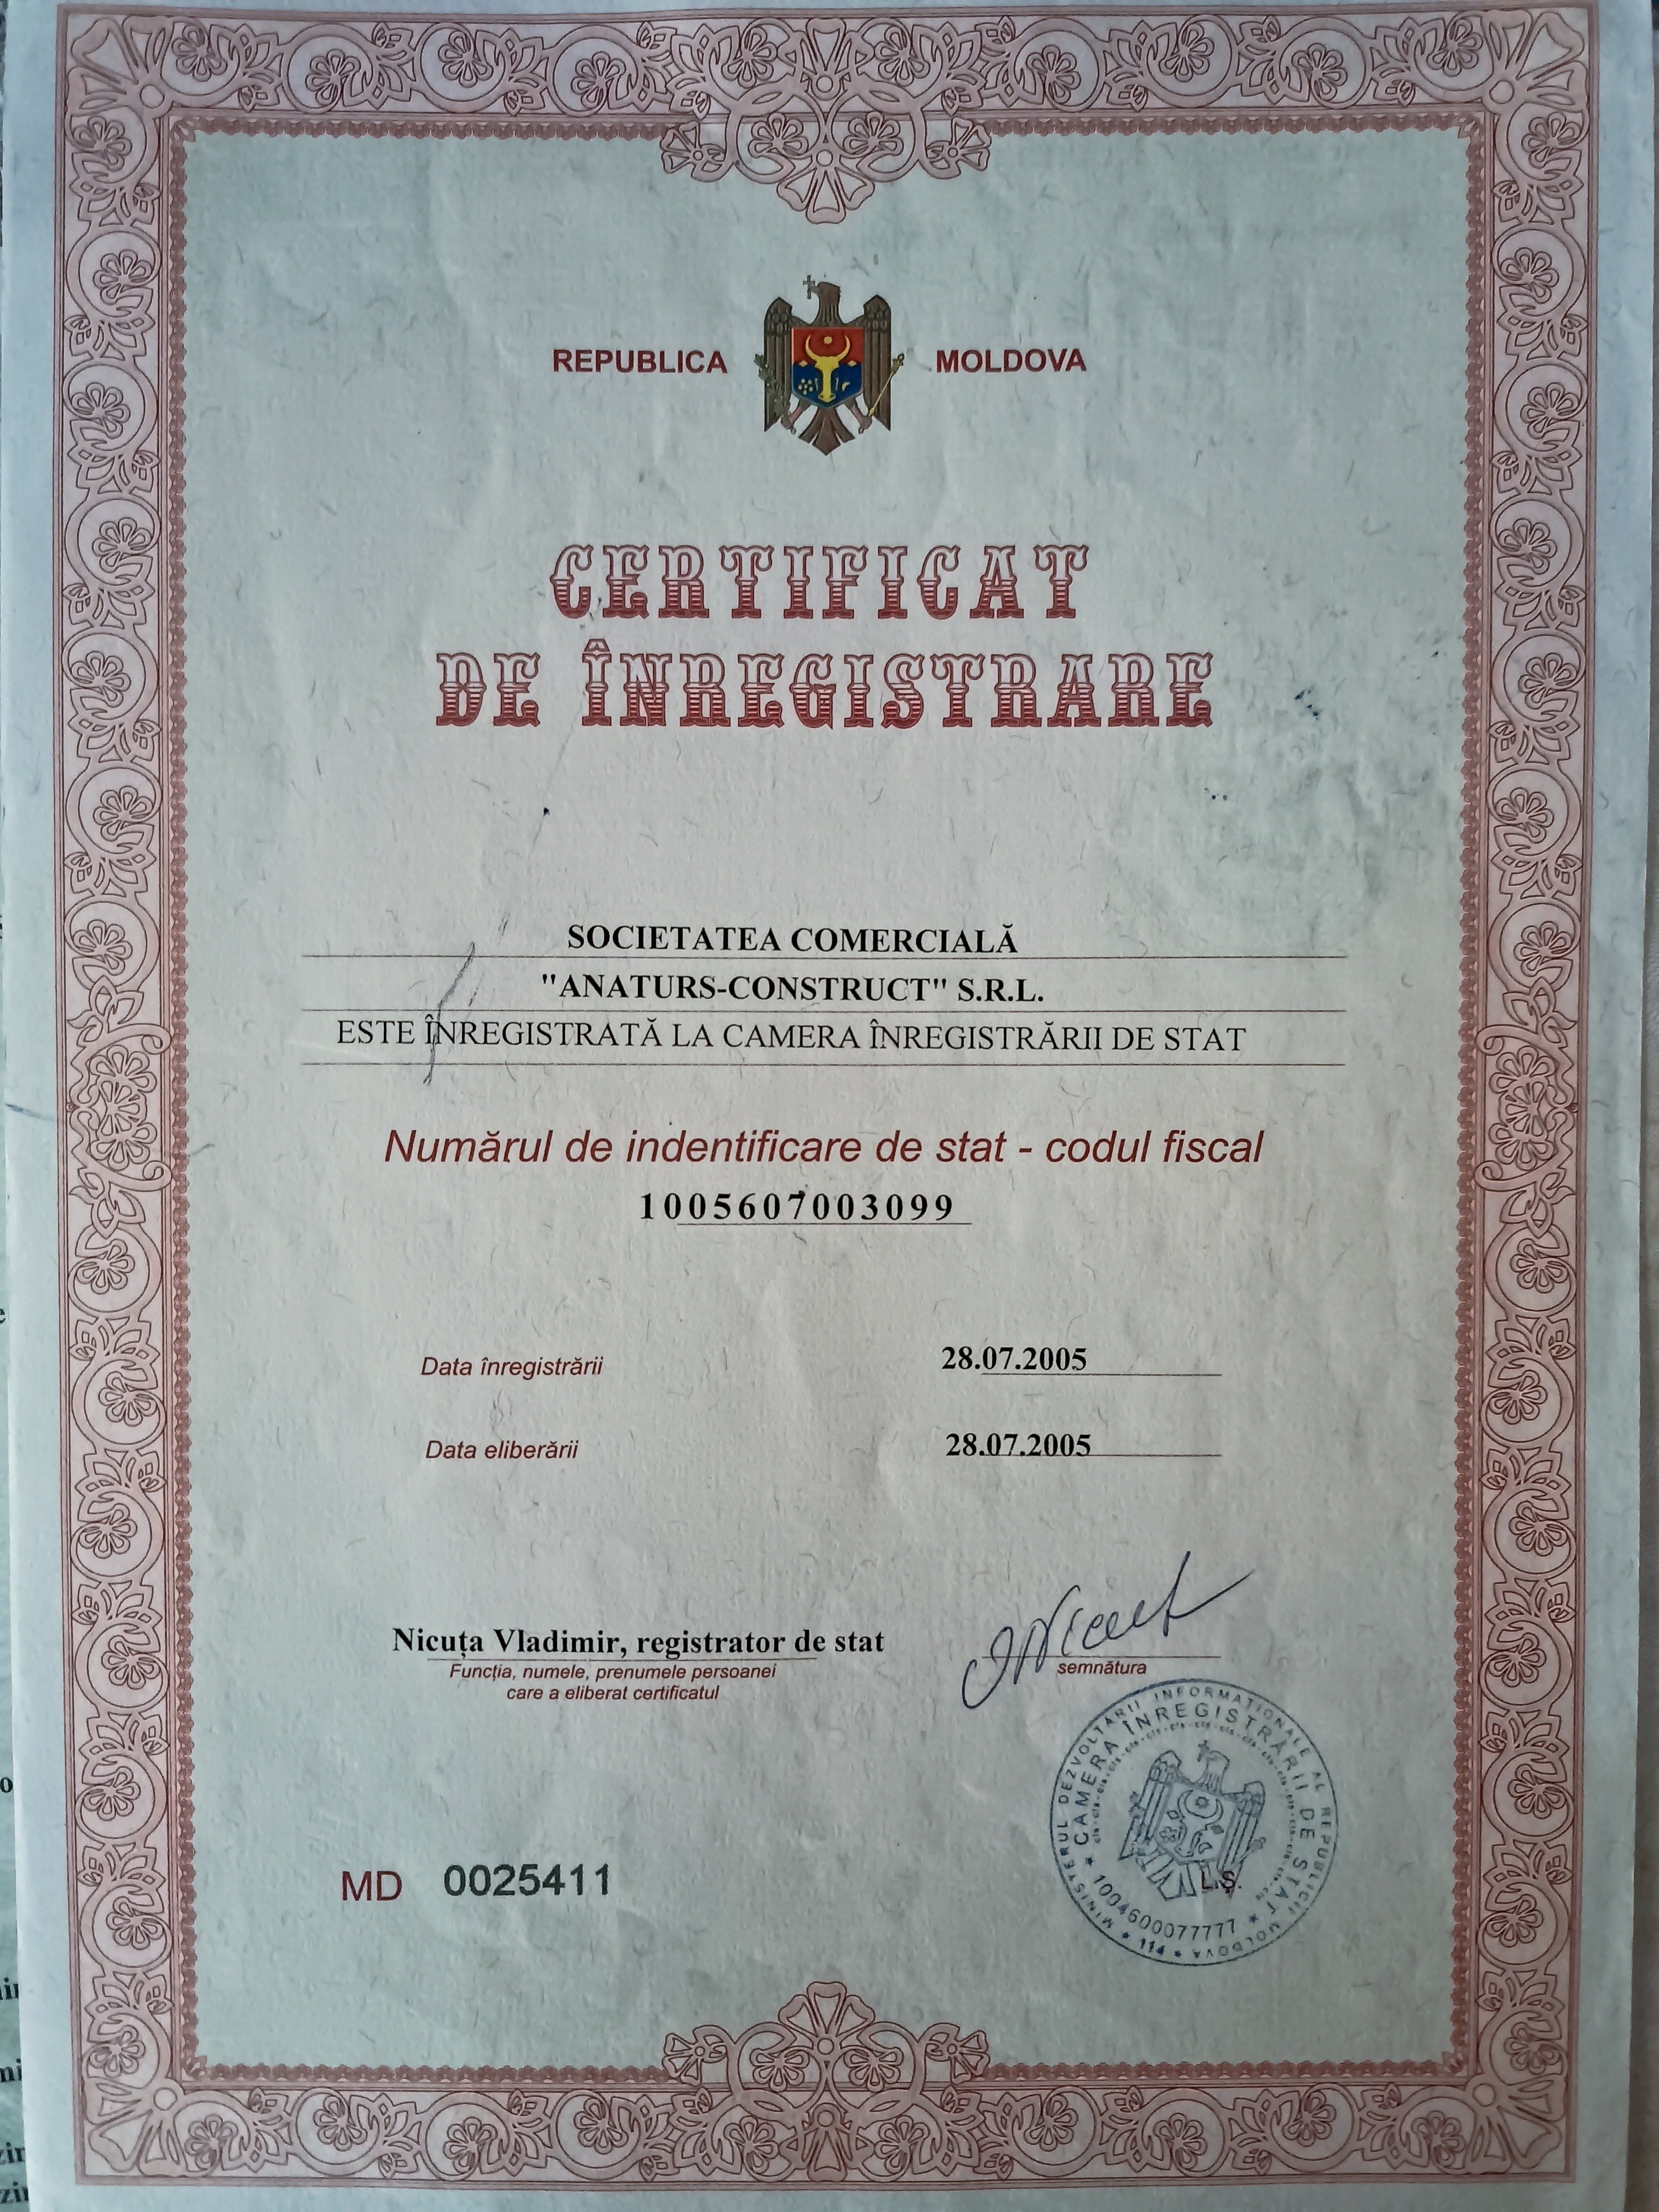 REPUBLICA MOLDOVA
CERTIFICAT
DE ÎNREGISTRARE
SOCIETATEA COMERCIALĂ
"ANATURS-CONSTRUCT" S.R.L.
ESTE ÎNREGISTRATĂ LA CAMERA ÎNREGISTRĂRII DE STAT
Numărul de indentificare de stat - codul fiscal
1005607003099
Data înregistrării 28.07.2005
Data eliberării 28.07.2005
Nicuța Vladimir, registrator de stat
Funcția, numele, prenumele persoanei
care a eliberat certificatul
semnătura
MINISTERUL DEZVOLTĂRII INFORMAȚIONALE AL REPUBLICII MOLDOVA
* CAMERA ÎNREGISTRĂRII DE STAT *
1004600077777
* 114 *
L.Ș.
MD 0025411